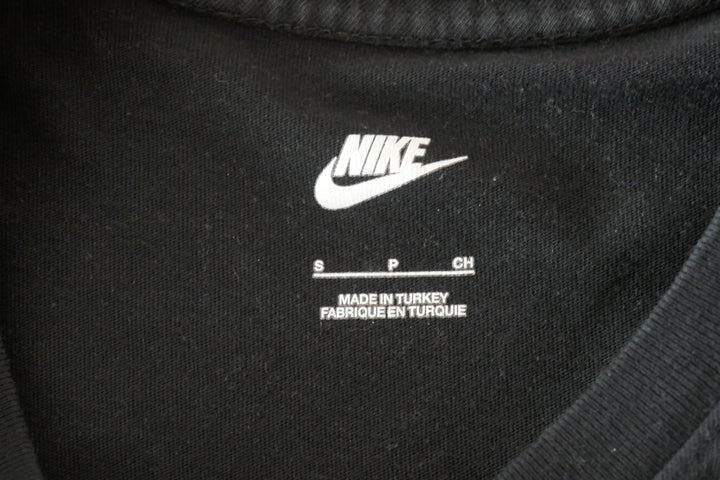 NIKE
S P CH
MADE IN TURKEY
FABRIQUE EN TURQUIE